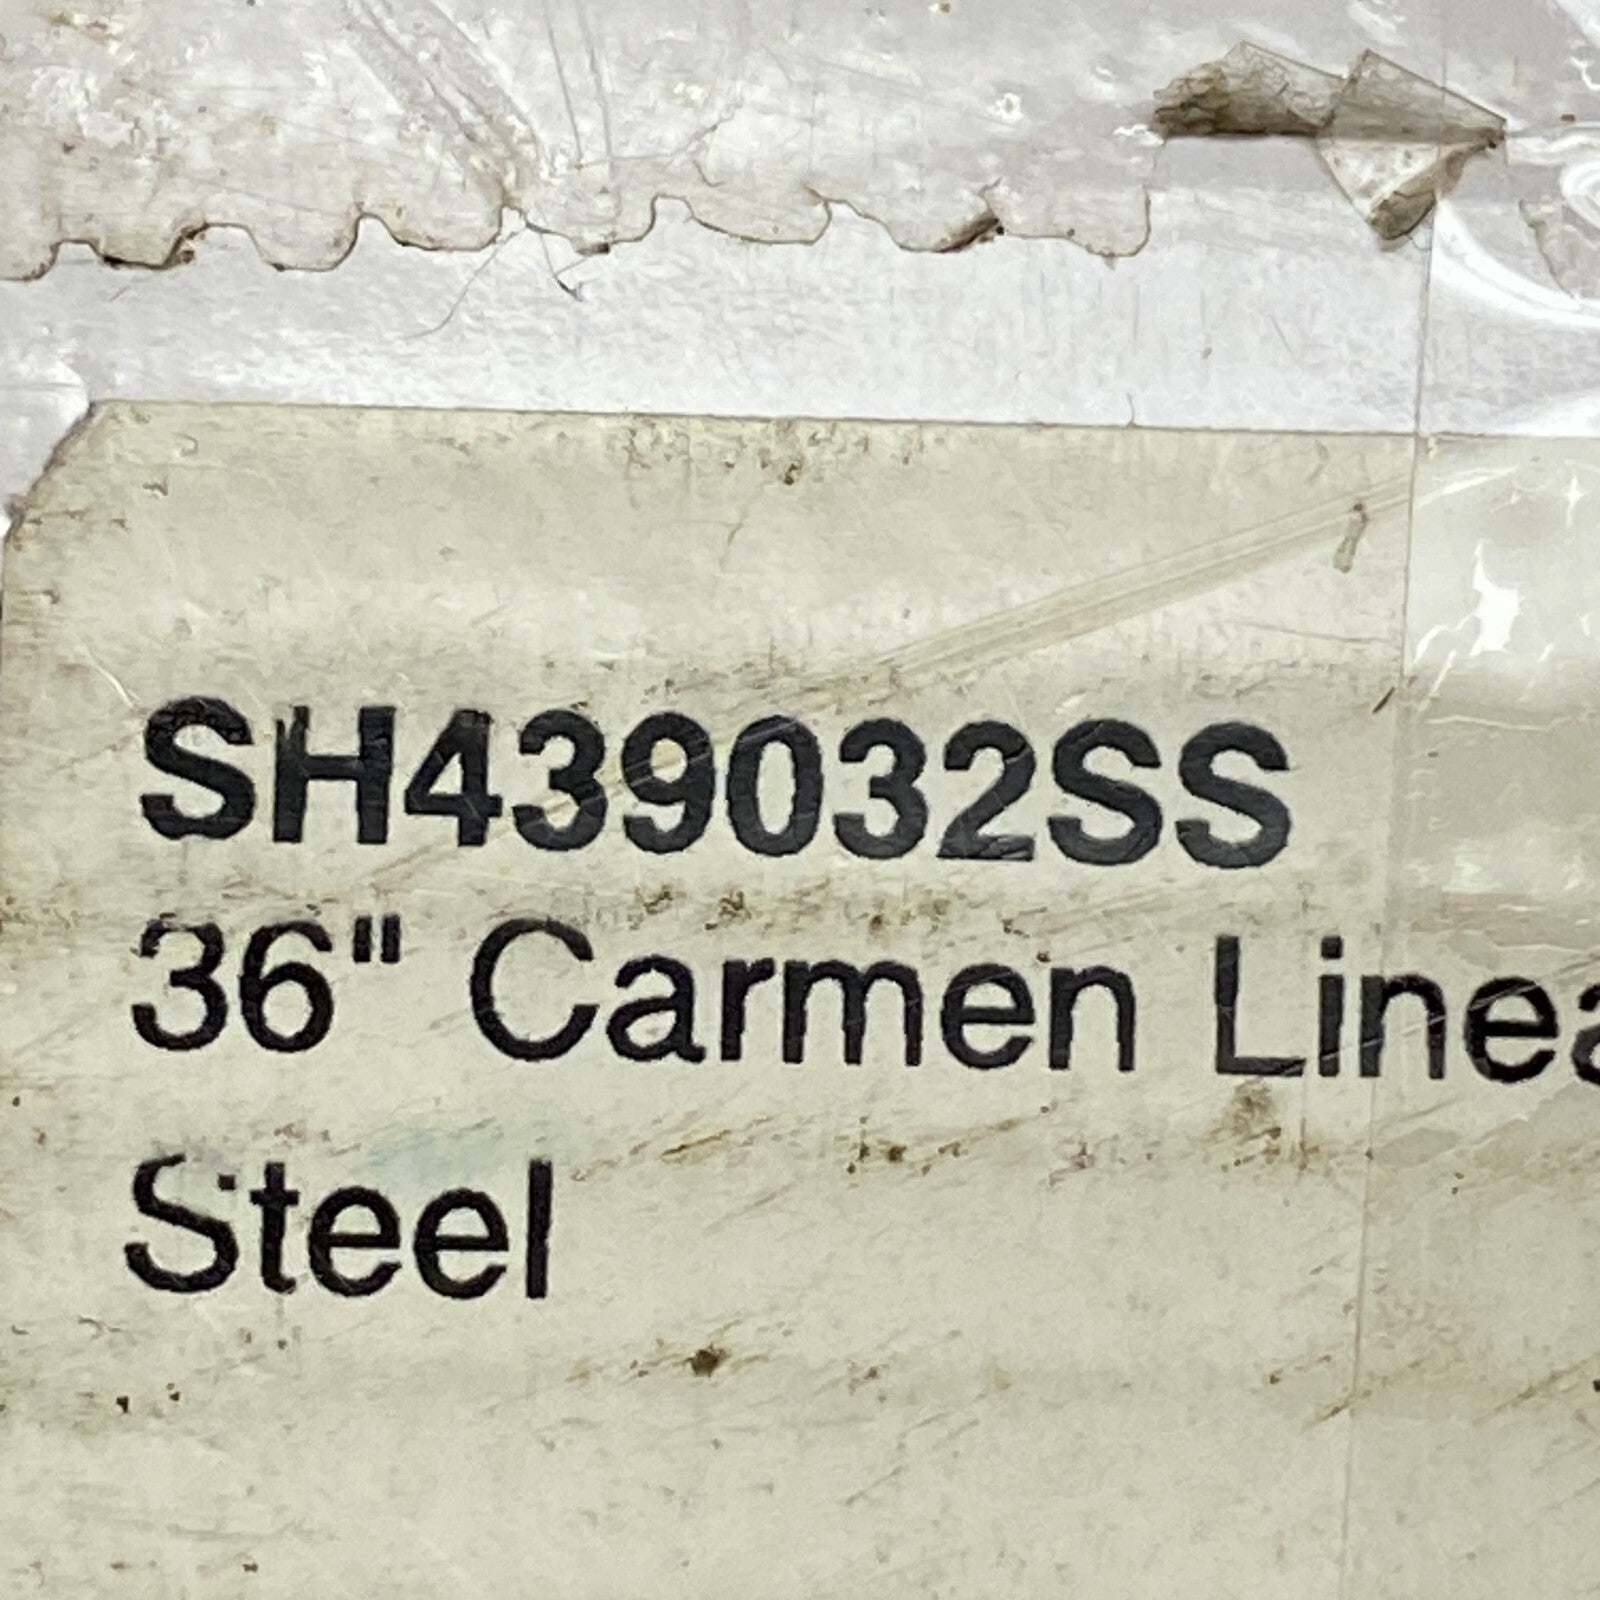 SH439032SS
36" Carmen Linea
Steel